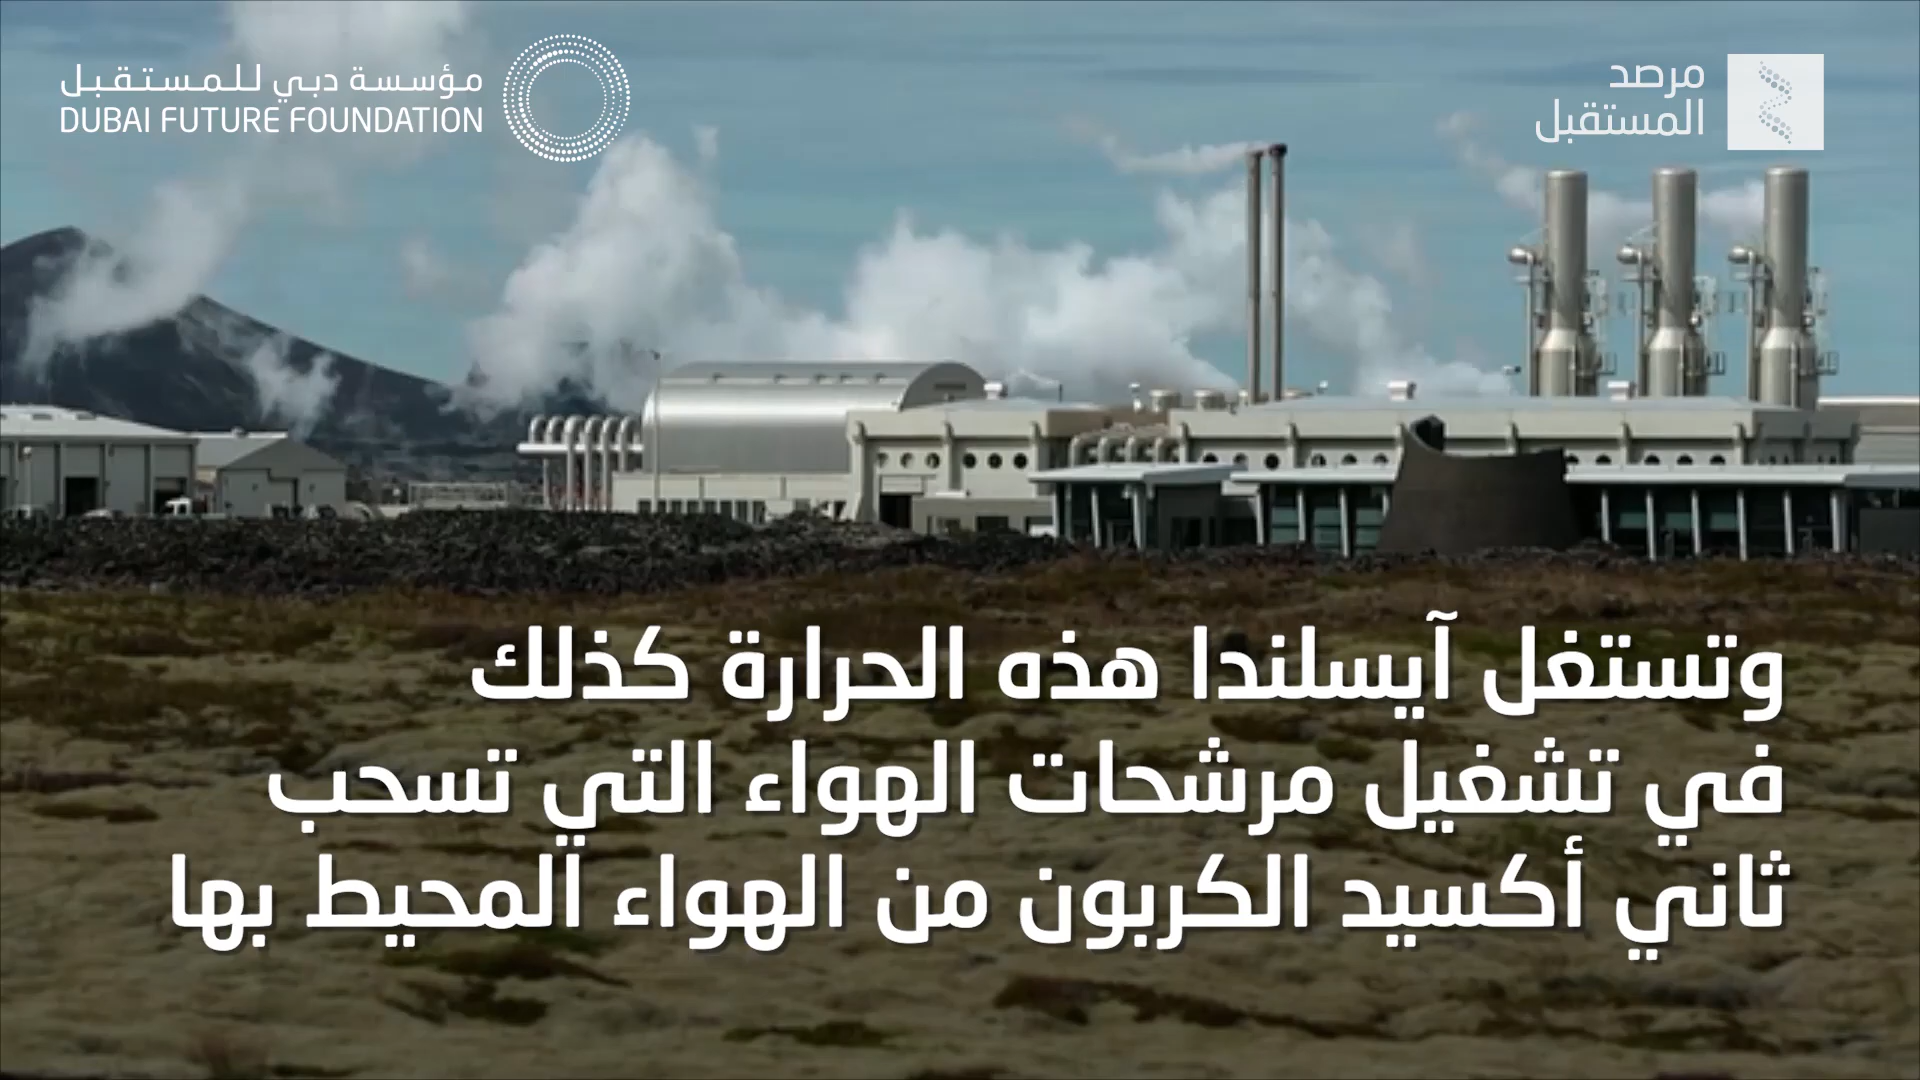 مؤسسة دبي للمستقبل
DUBAI FUTURE FOUNDATION
مرصد
المستقبل
وتستغل آيسلندا هذه الحرارة كذلك
في تشغيل مرشحات الهواء التي تسحب
ثاني أكسيد الكربون من الهواء المحيط بها